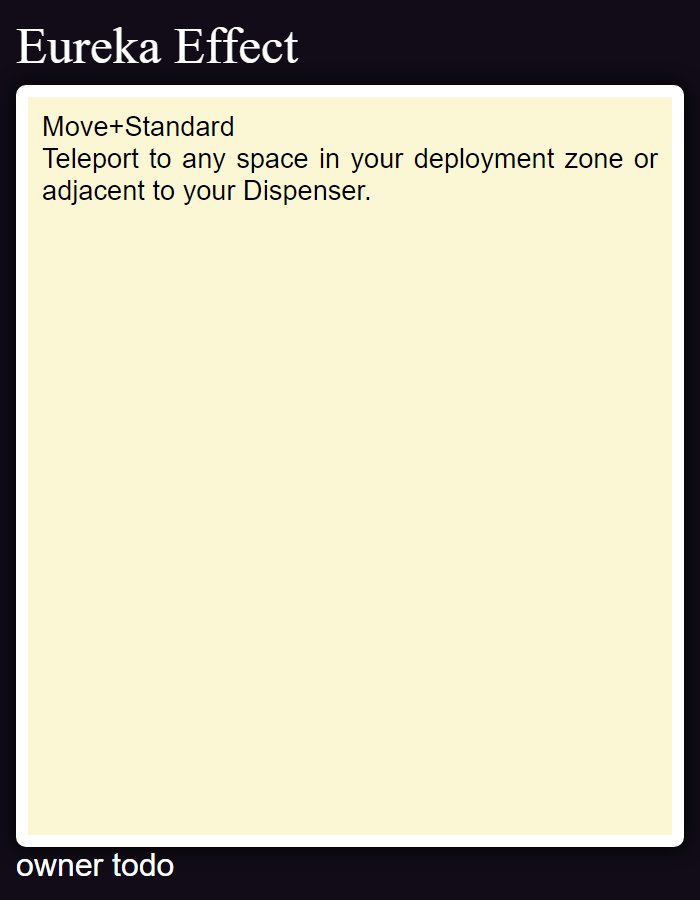 Eureka Effect
Move+Standard
Teleport to any space in your deployment zone or
adjacent to your Dispenser.
owner todo